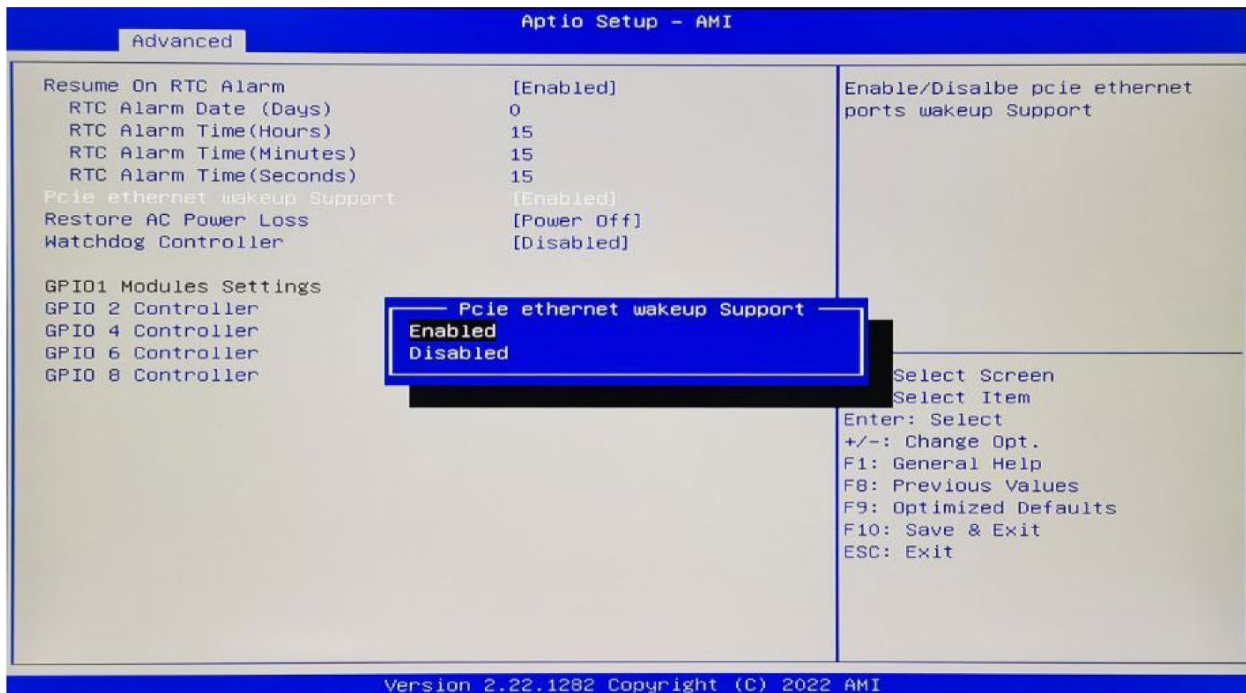 Aptio Setup – AMI
Advanced
Resume On RTC Alarm [Enabled]
RTC Alarm Date (Days) 0
RTC Alarm Time(Hours) 15
RTC Alarm Time(Minutes) 15
RTC Alarm Time(Seconds) 15
Pcie ethernet wakeup Support [Enabled]
Restore AC Power Loss [Power Off]
Watchdog Controller [Disabled]
GPIO1 Modules Settings
GPIO 2 Controller
GPIO 4 Controller
GPIO 6 Controller
GPIO 8 Controller
Pcie ethernet wakeup Support
Enabled
Disabled
Enable/Disalbe pcie ethernet
ports wakeup Support
Select Screen
Select Item
Enter: Select
+/-: Change Opt.
F1: General Help
F8: Previous Values
F9: Optimized Defaults
F10: Save & Exit
ESC: Exit
Version 2.22.1282 Copyright (C) 2022 AMI